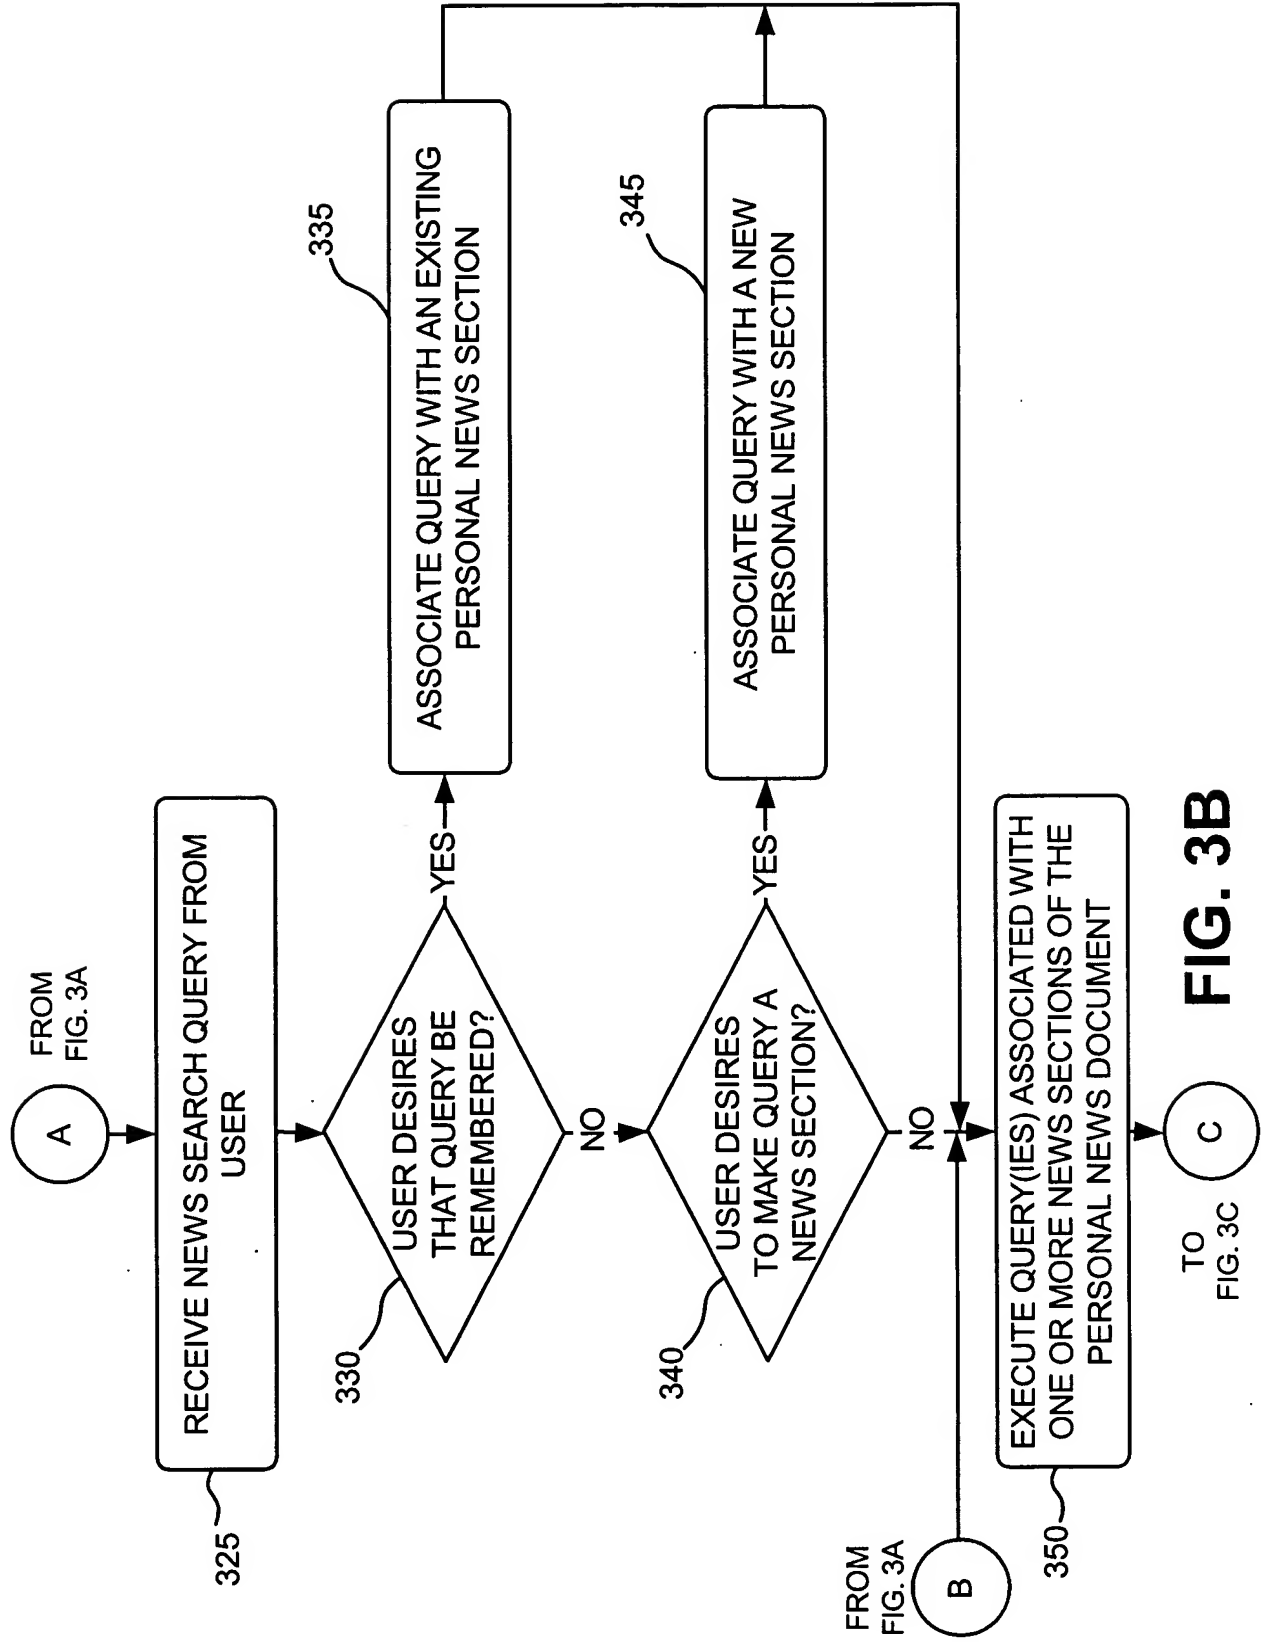 FROM
FIG. 3A
A
RECEIVE NEWS SEARCH QUERY FROM
USER
325
USER DESIRES
THAT QUERY BE
REMEMBERED?
330
YES
ASSOCIATE QUERY WITH AN EXISTING
PERSONAL NEWS SECTION
335
NO
USER DESIRES
TO MAKE QUERY A
NEWS SECTION?
340
YES
ASSOCIATE QUERY WITH A NEW
PERSONAL NEWS SECTION
345
NO
FROM
FIG. 3A
B
EXECUTE QUERY(IES) ASSOCIATED WITH
ONE OR MORE NEWS SECTIONS OF THE
PERSONAL NEWS DOCUMENT
350
TO
FIG. 3C
C
FIG. 3B